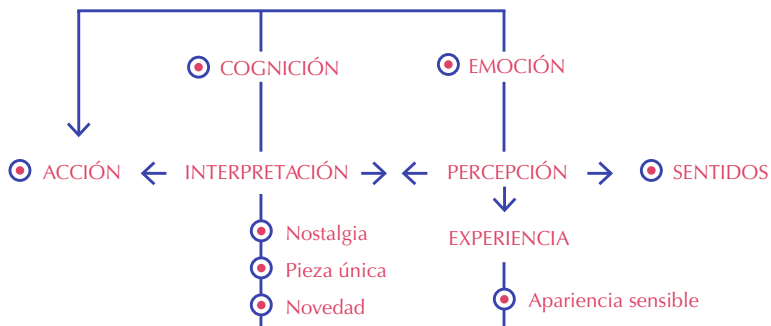 COGNICIÓN
EMOCIÓN
ACCIÓN
INTERPRETACIÓN
PERCEPCIÓN
SENTIDOS
Nostalgia
EXPERIENCIA
Pieza única
Novedad
Apariencia sensible